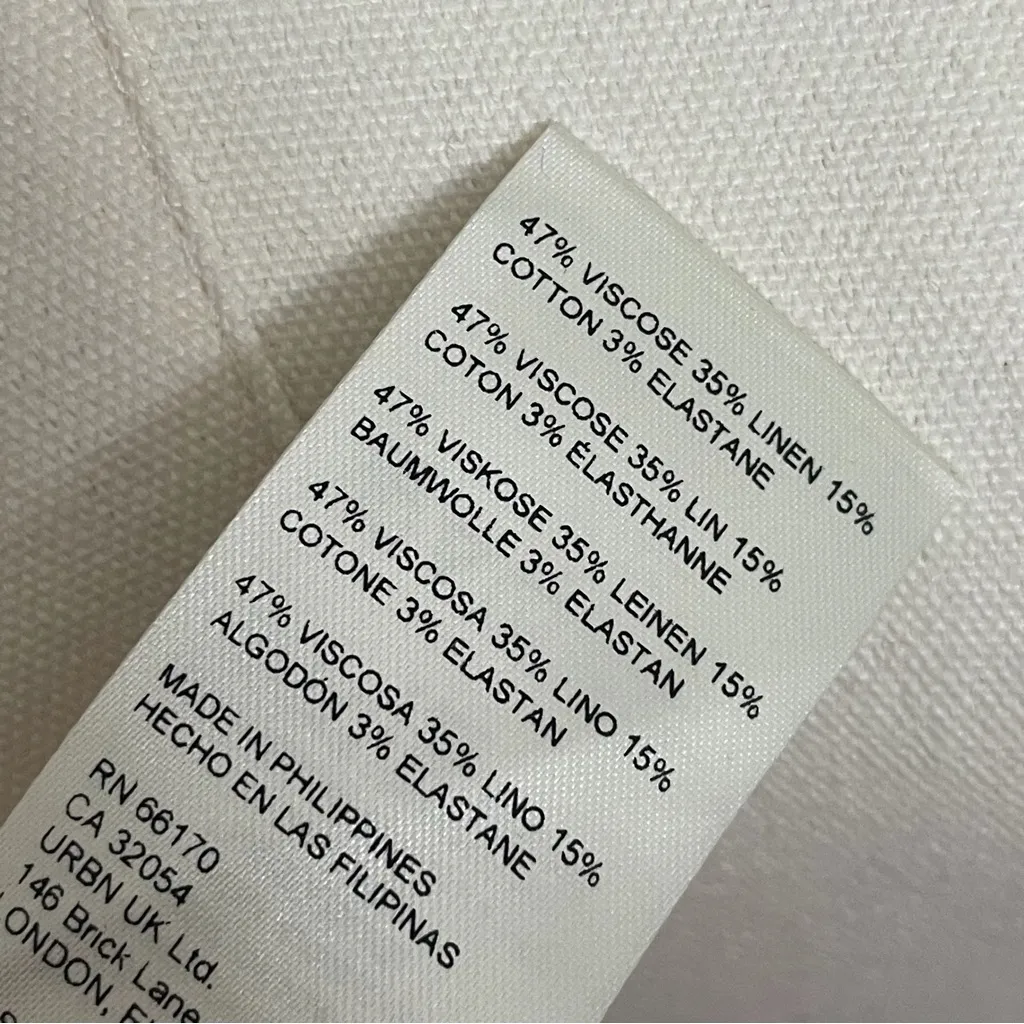 47% VISCOSE 35% LINEN 15%
COTTON 3% ELASTANE
47% VISCOSE 35% LIN 15%
COTON 3% ÉLASTHANNE
47% VISKOSE 35% LEINEN 15%
BAUMWOLLE 3% ELASTAN
47% VISCOSA 35% LINO 15%
COTONE 3% ELASTAN
47% VISCOSA 35% LINO 15%
ALGODÓN 3% ELASTANE
MADE IN PHILIPPINES
HECHO EN LAS FILIPINAS
RN 66170
CA 32054
URBN UK Ltd.
146 Brick Lane
LONDON,